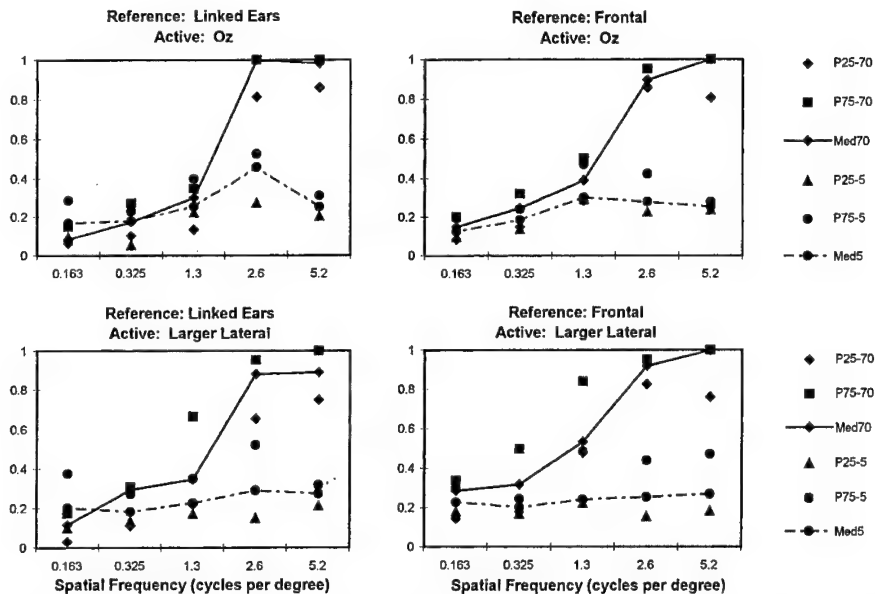 Reference: Linked Ears
Active: Oz
1
0.8
0.6
0.4
0.2
0
0.163 0.325 1.3 2.6 5.2
Reference: Frontal
Active: Oz
1
0.8
0.6
0.4
0.2
0
0.163 0.325 1.3 2.6 5.2
P25-70
P75-70
Med70
P25-5
P75-5
Med5
Reference: Linked Ears
Active: Larger Lateral
1
0.8
0.6
0.4
0.2
0
0.163 0.325 1.3 2.6 5.2
Spatial Frequency (cycles per degree)
Reference: Frontal
Active: Larger Lateral
1
0.8
0.6
0.4
0.2
0
0.163 0.325 1.3 2.6 5.2
Spatial Frequency (cycles per degree)
P25-70
P75-70
Med70
P25-5
P75-5
Med5